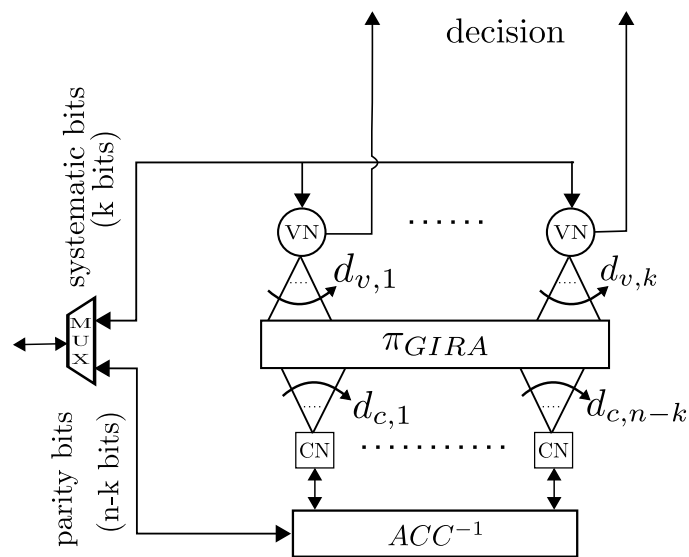 decision
systematic bits
(k bits)
VN
......
VN
....
d_{v,1}
....
d_{v,k}
MUX
π_{GIRA}
....
d_{c,1}
....
d_{c,n-k}
parity bits
(n-k bits)
CN
............
CN
ACC^{-1}